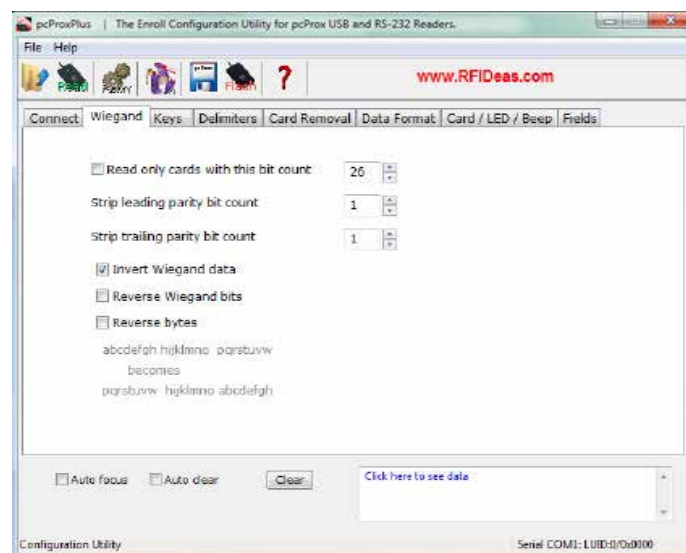 pcProxPlus | The Enroll Configuration Utility for pcProx USB and RS-232 Readers.
File Help
Read Flash ? www.RFIDeas.com
Connect Wiegand Keys Delimiters Card Removal Data Format Card / LED / Beep Fields
Read only cards with this bit count 26
Strip leading parity bit count 1
Strip trailing parity bit count 1
Invert Wiegand data
Reverse Wiegand bits
Reverse bytes
abcdefgh hijklmno pqrstuvw
becomes
pqrstuvw hijklmno abcdefgh
Auto focus Auto clear Clear Click here to see data
Configuration Utility Serial COM1: LUID:0/0x0000